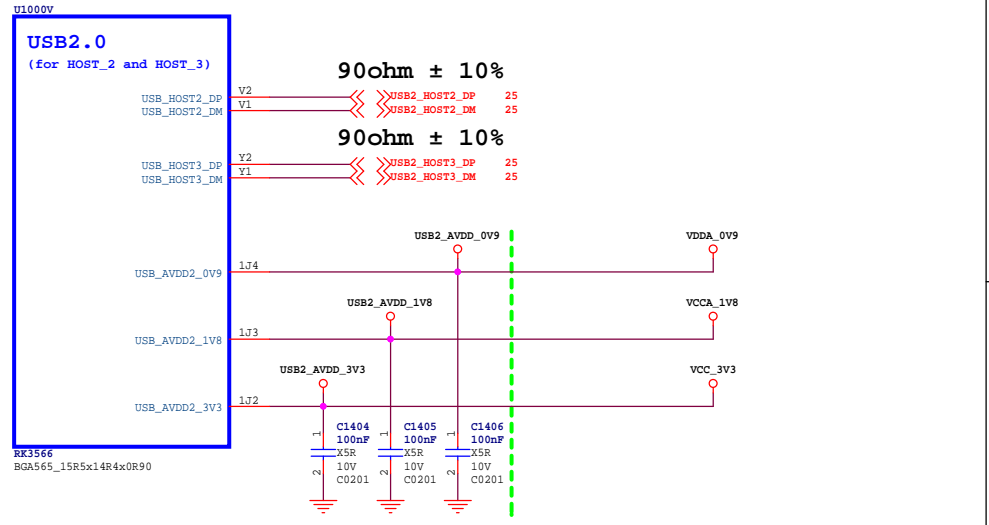 U1000V
USB2.0
(for HOST_2 and HOST_3)
90ohm ± 10%
USB_HOST2_DP V2 USB2_HOST2_DP 25
USB_HOST2_DM V1 USB2_HOST2_DM 25
90ohm ± 10%
USB_HOST3_DP Y2 USB2_HOST3_DP 25
USB_HOST3_DM Y1 USB2_HOST3_DM 25
USB2_AVDD_0V9 VDDA_0V9
USB_AVDD2_0V9 1J4
USB2_AVDD_1V8 VCCA_1V8
USB_AVDD2_1V8 1J3
USB2_AVDD_3V3 VCC_3V3
USB_AVDD2_3V3 1J2
C1404 C1405 C1406
1 100nF 1 100nF 1 100nF
X5R X5R X5R
2 10V 2 10V 2 10V
C0201 C0201 C0201
RK3566
BGA565_15R5x14R4x0R90